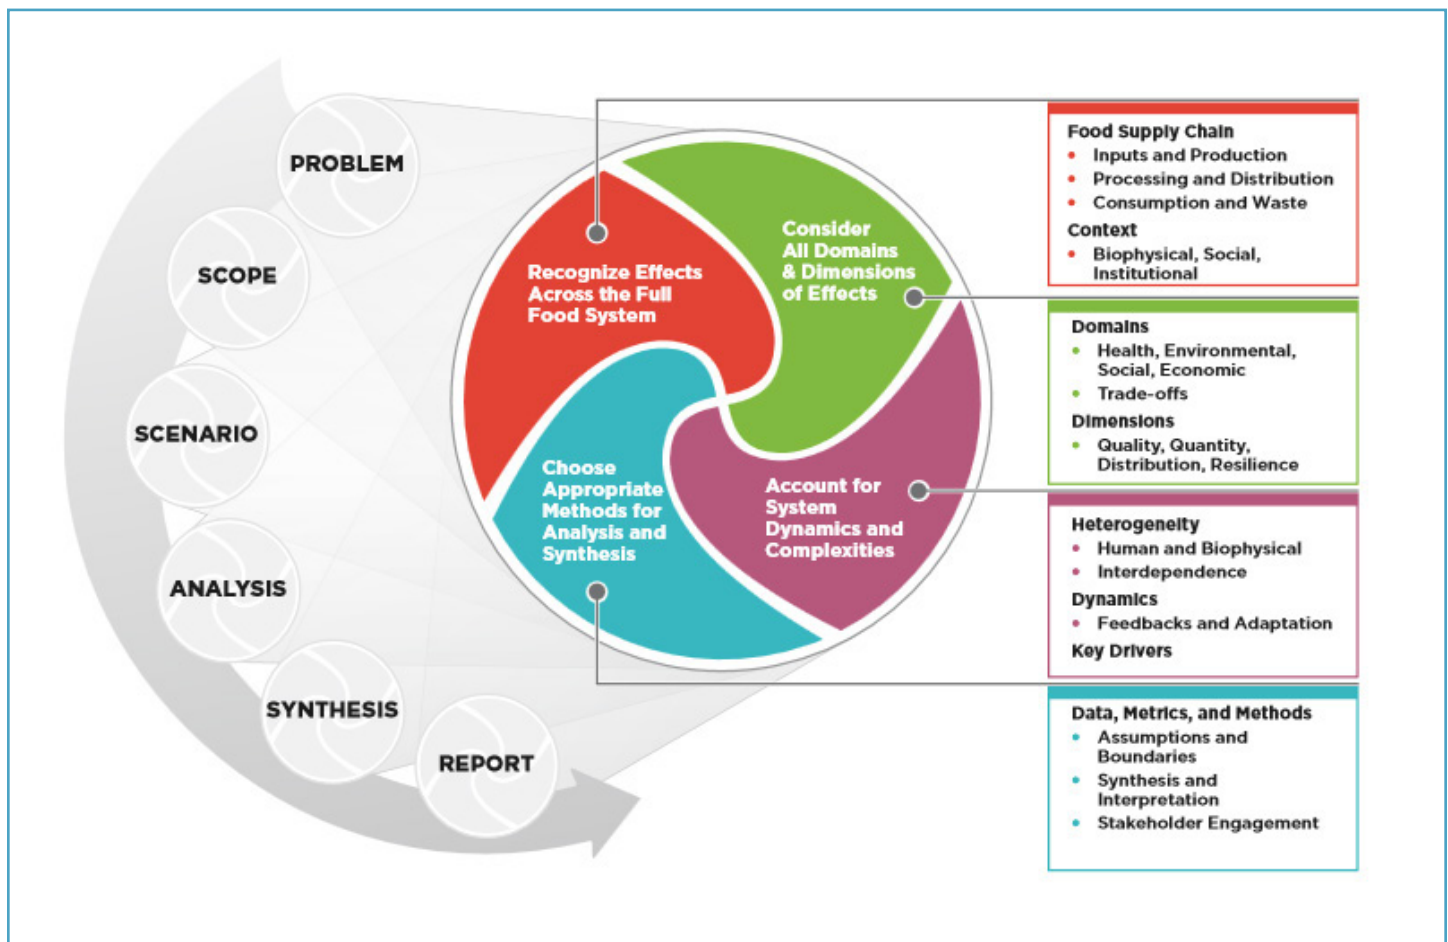 PROBLEM
SCOPE
SCENARIO
ANALYSIS
SYNTHESIS
REPORT
Recognize Effects
Across the Full
Food System
Consider
All Domains
& Dimensions
of Effects
Choose
Appropriate
Methods for
Analysis and
Synthesis
Account for
System
Dynamics and
Complexities
Food Supply Chain
• Inputs and Production
• Processing and Distribution
• Consumption and Waste
Context
• Biophysical, Social,
Institutional
Domains
• Health, Environmental,
Social, Economic
• Trade-offs
Dimensions
• Quality, Quantity,
Distribution, Resilience
Heterogeneity
• Human and Biophysical
• Interdependence
Dynamics
• Feedbacks and Adaptation
Key Drivers
Data, Metrics, and Methods
• Assumptions and
Boundaries
• Synthesis and
Interpretation
• Stakeholder Engagement